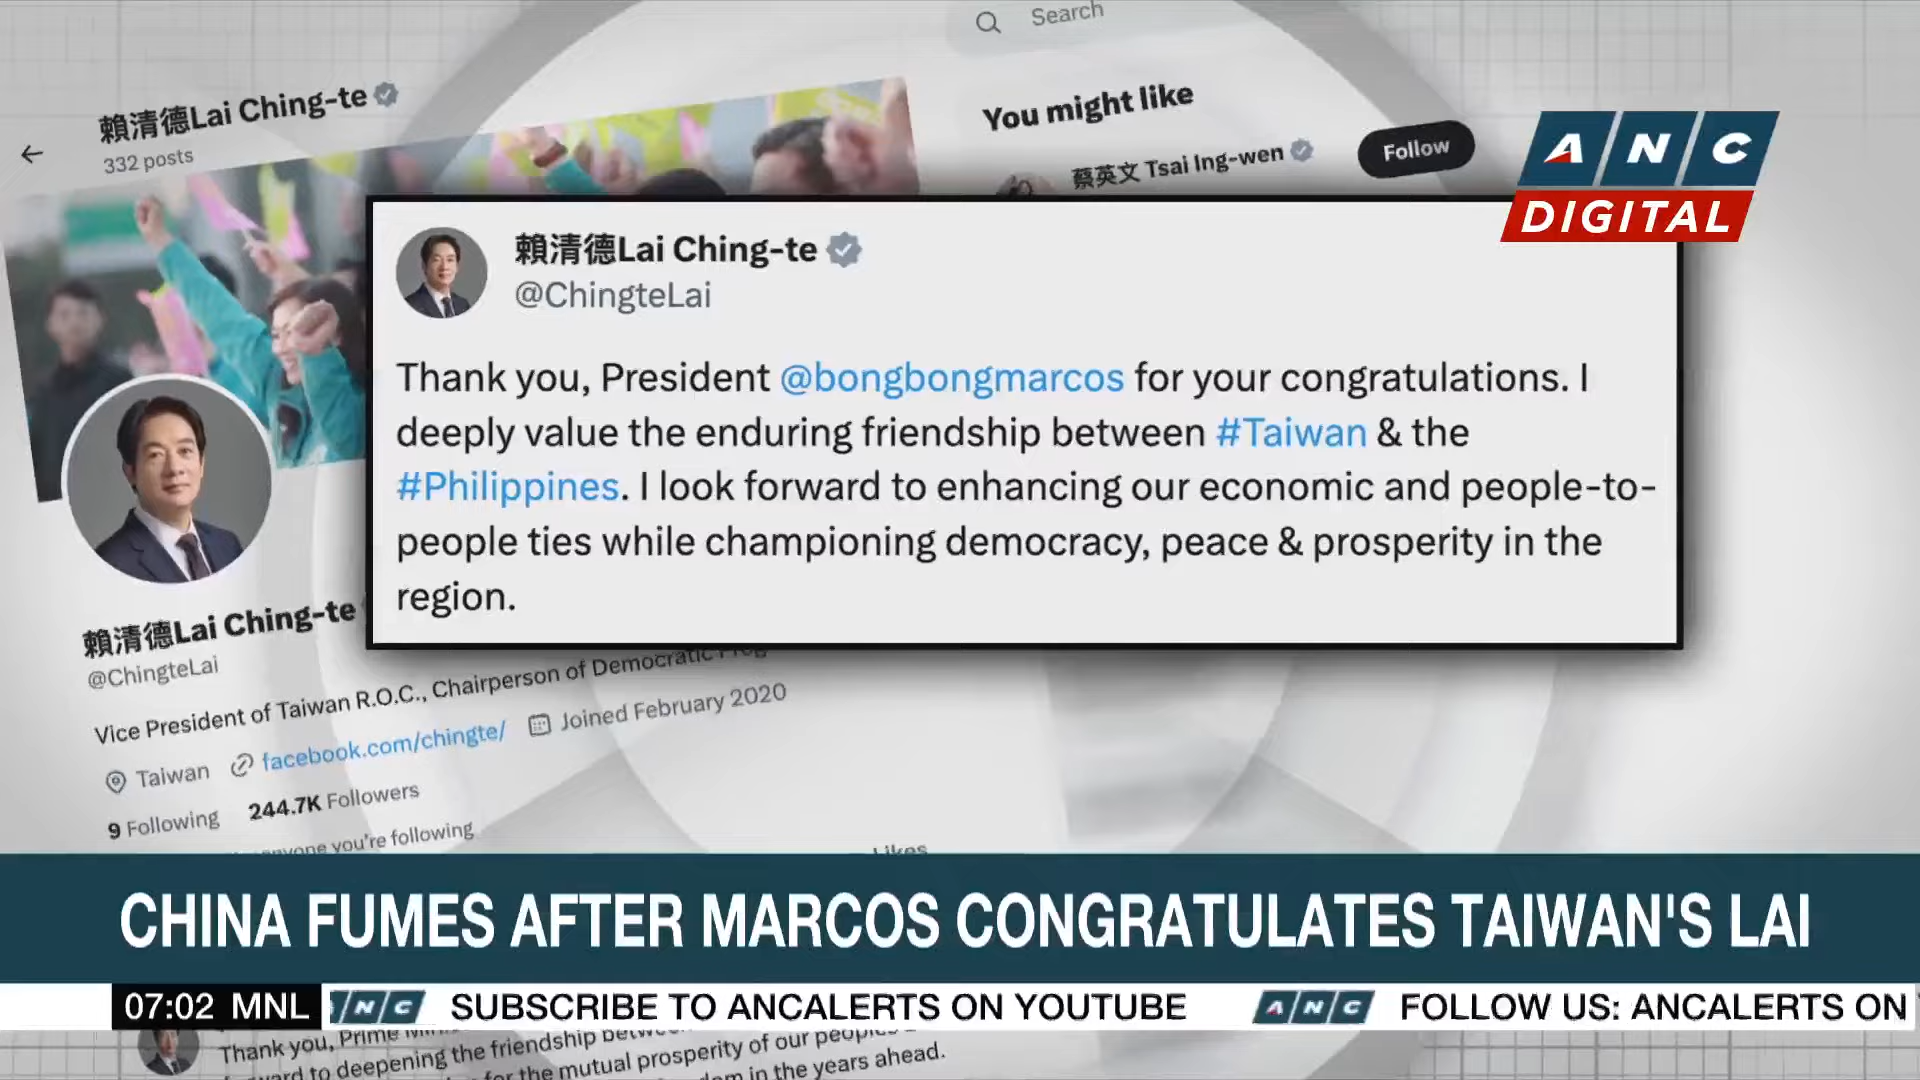 Search
賴清德Lai Ching-te
332 posts
You might like
蔡英文 Tsai Ing-wen
Follow
ANC
DIGITAL
賴清德Lai Ching-te
@ChingteLai
Thank you, President @bongbongmarcos for your congratulations. I
deeply value the enduring friendship between #Taiwan & the
#Philippines. I look forward to enhancing our economic and people-to-
people ties while championing democracy, peace & prosperity in the
region.
賴清德Lai Ching-te
@ChingteLai
Vice President of Taiwan R.O.C., Chairperson of Democratic
Taiwan facebook.com/chingte/ Joined February 2020
9 Following 244.7K Followers
you're following
Likes
CHINA FUMES AFTER MARCOS CONGRATULATES TAIWAN'S LAI
07:02 MNL ANC SUBSCRIBE TO ANCALERTS ON YOUTUBE ANC FOLLOW US: ANCALERTS ON
Thank you, Prime
to deepening the friendship
for the mutual prosperity of our
in the years ahead.